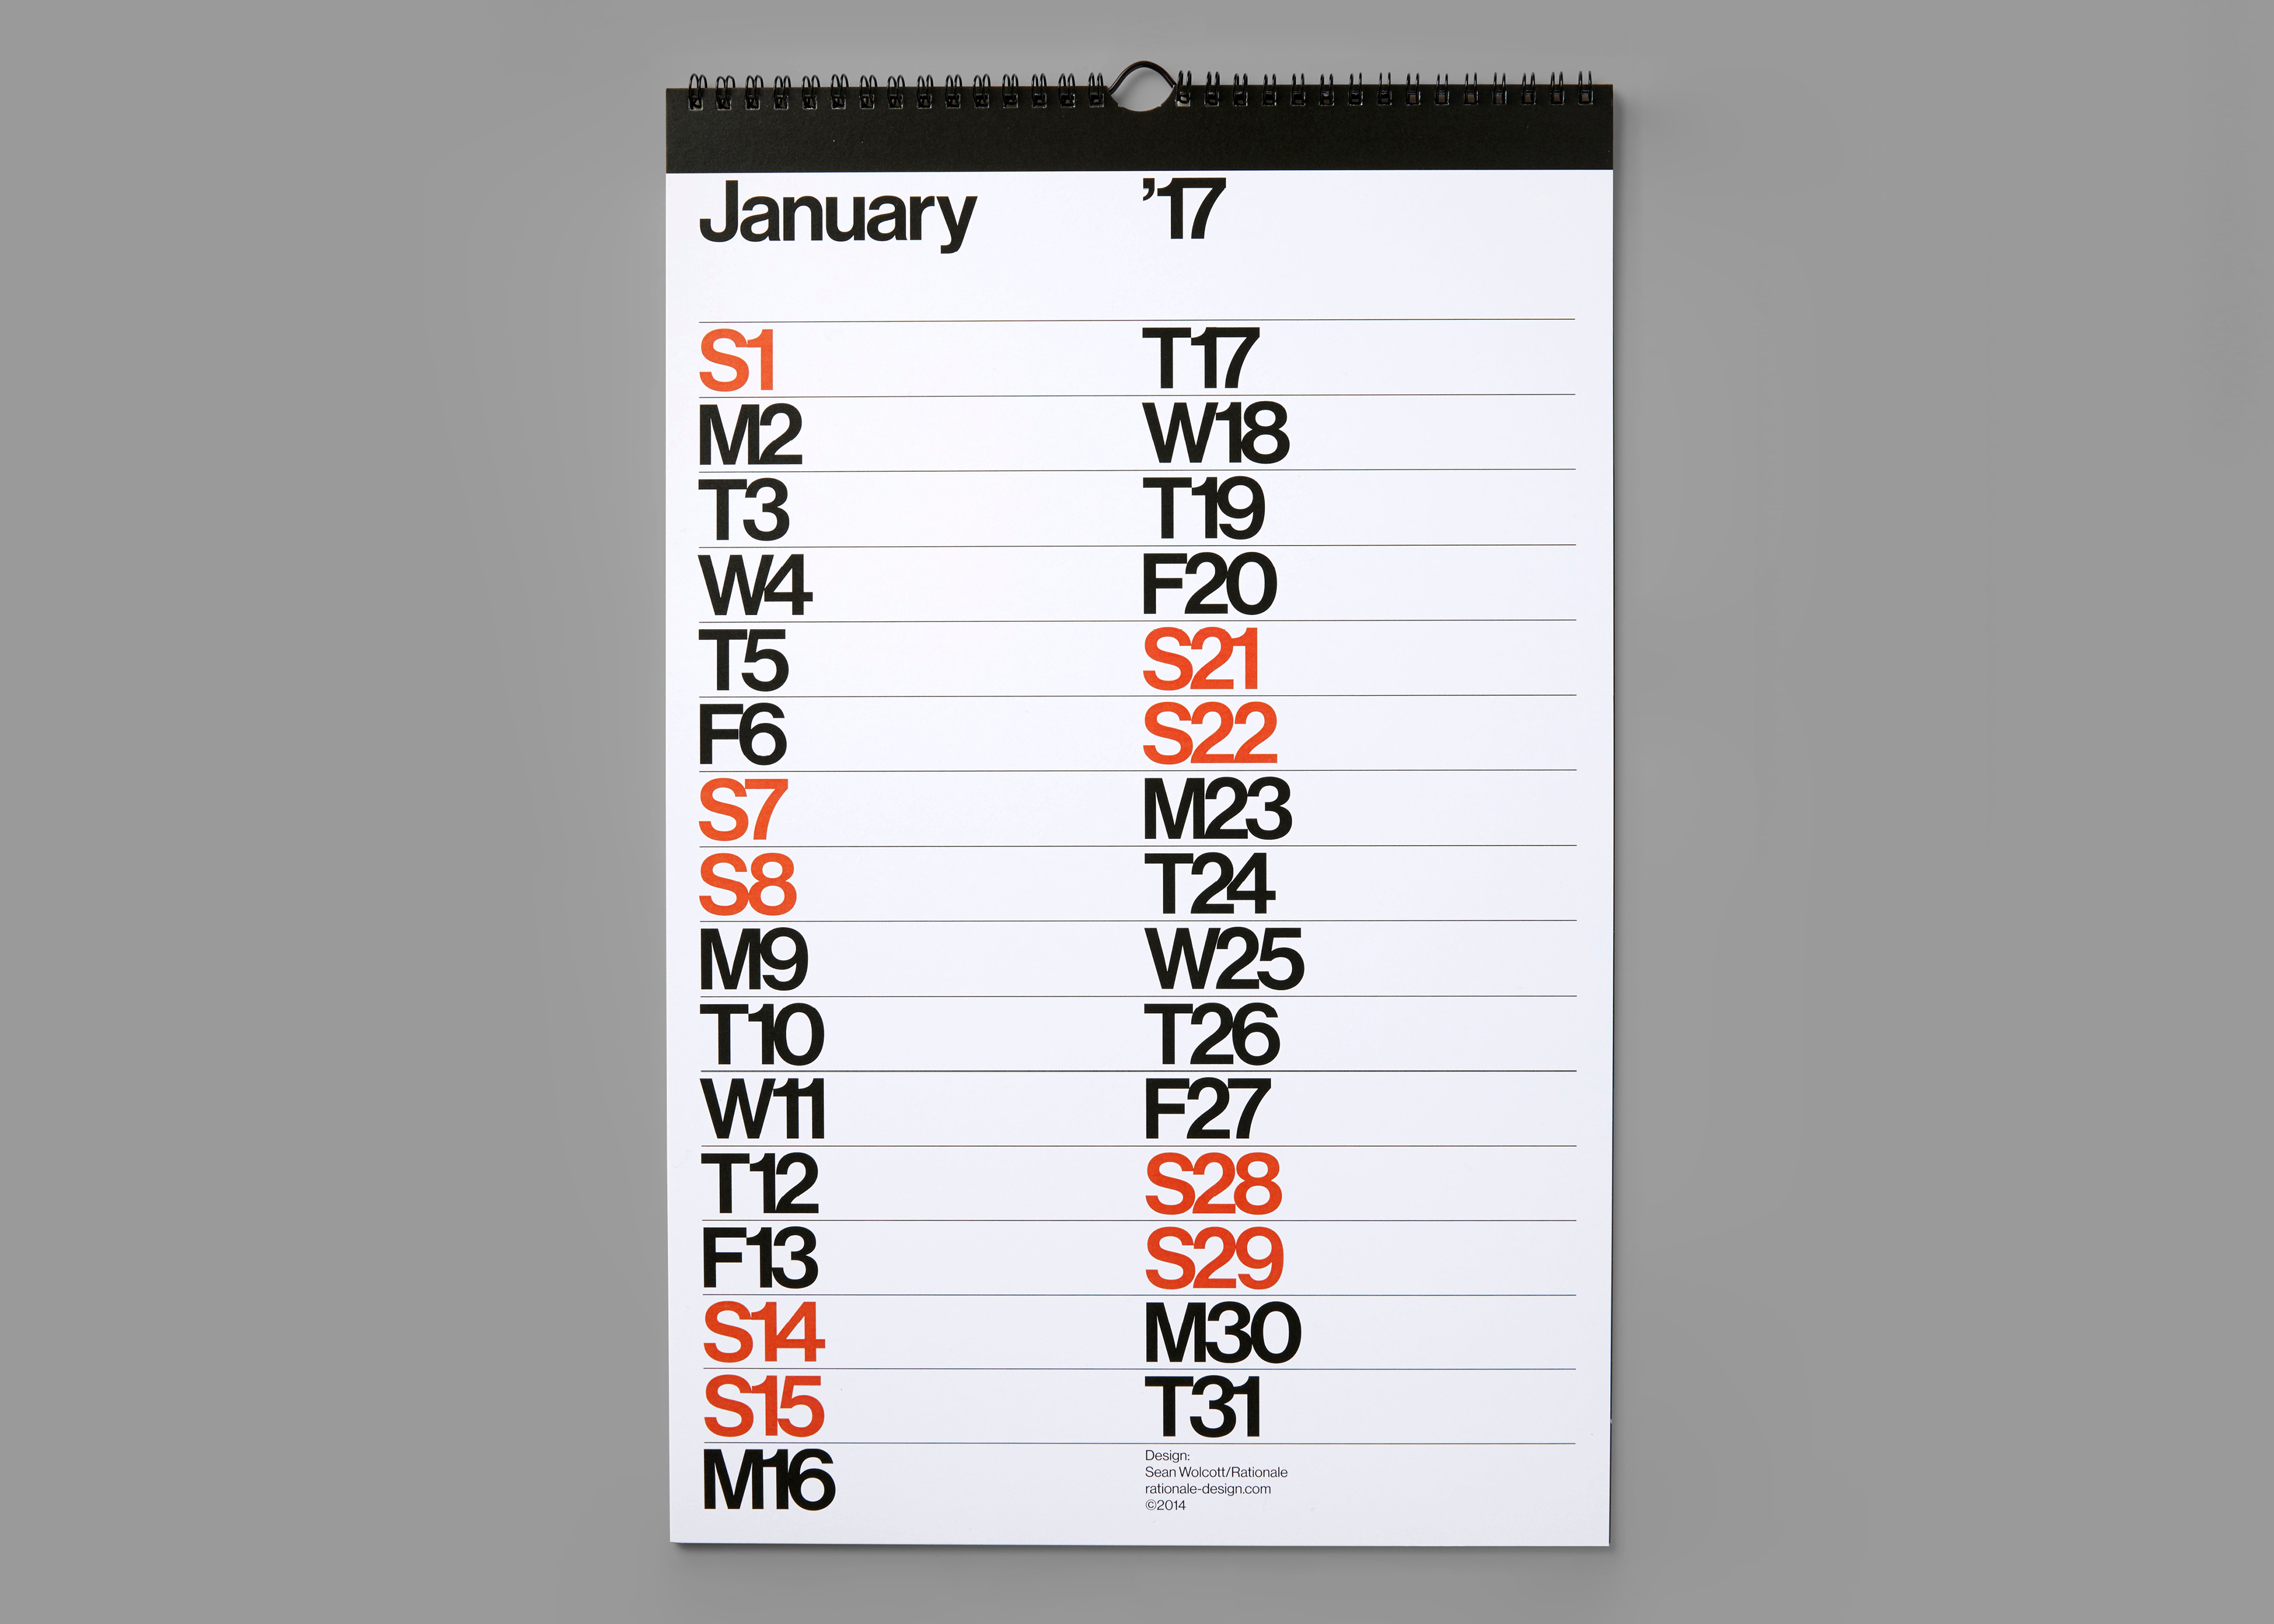 January ’17
S1
M2
T3
W4
T5
F6
S7
S8
M9
T10
W11
T12
F13
S14
S15
M16
T17
W18
T19
F20
S21
S22
M23
T24
W25
T26
F27
S28
S29
M30
T31
Design:
Sean Wolcott/Rationale
rationale-design.com
©2014